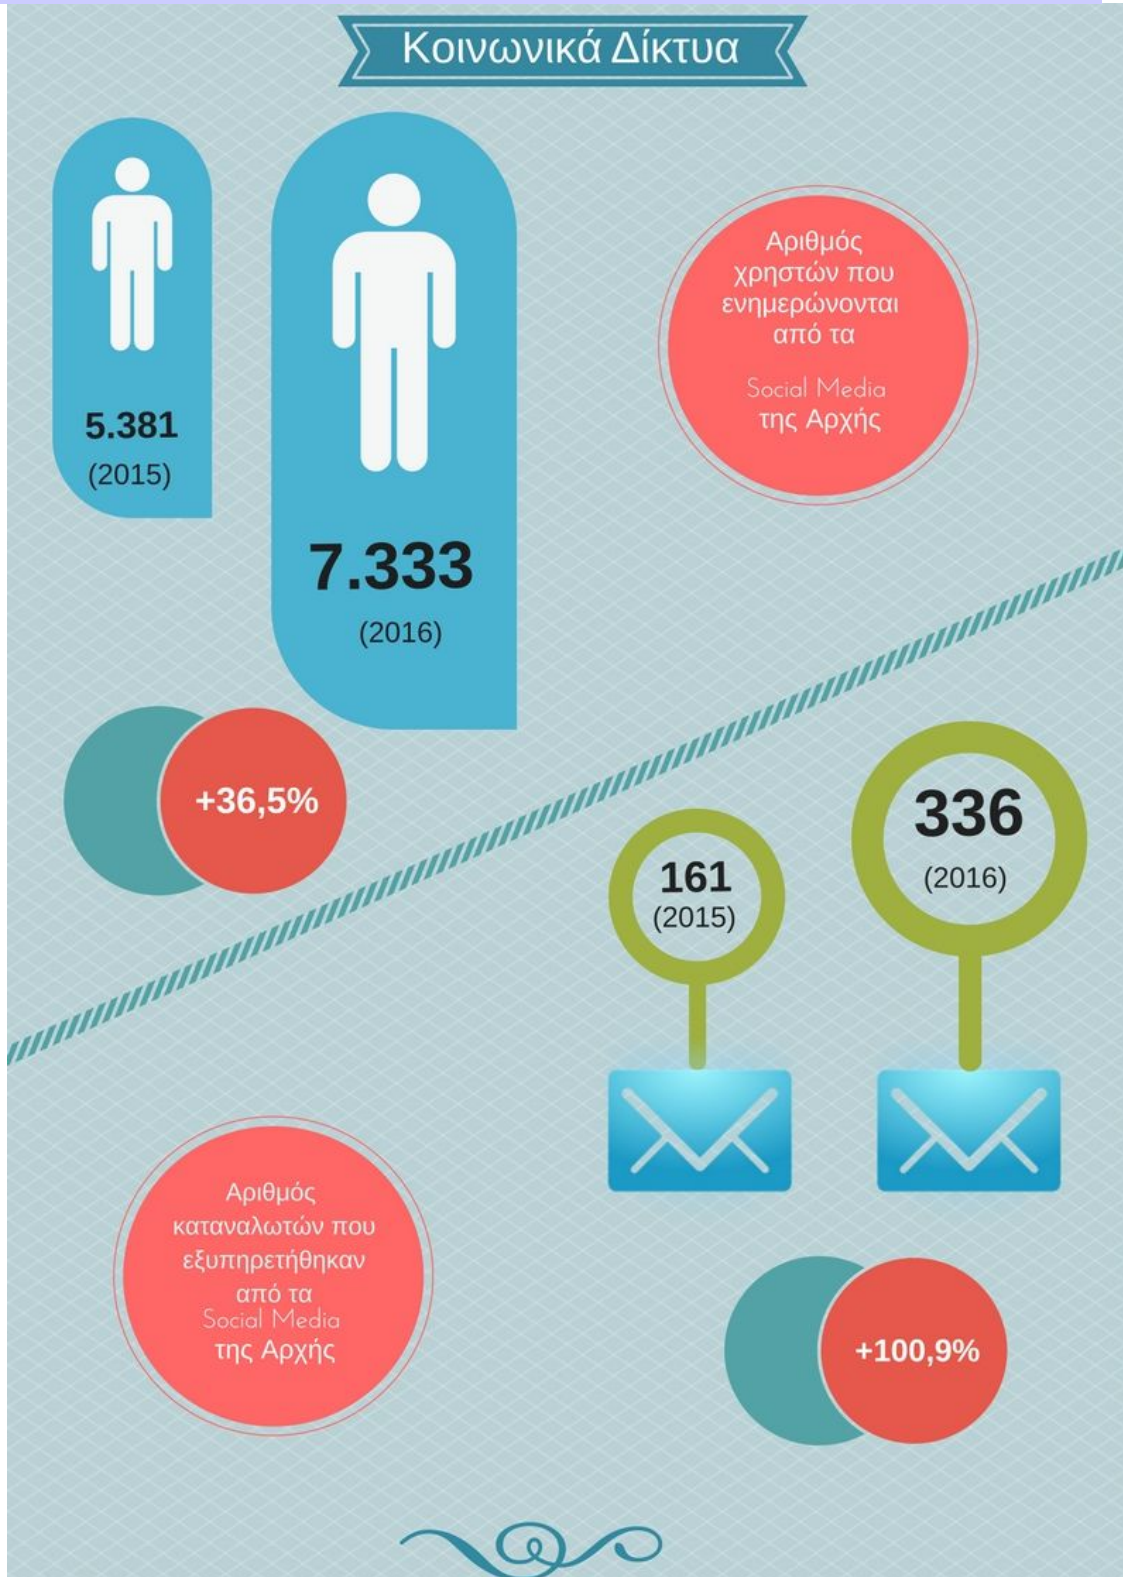 Κοινωνικά Δίκτυα
5.381
(2015)
7.333
(2016)
Αριθμός
χρηστών που
ενημερώνονται
από τα
Social Media
της Αρχής
+36,5%
161
(2015)
336
(2016)
Αριθμός
καταναλωτών που
εξυπηρετήθηκαν
από τα
Social Media
της Αρχής
+100,9%